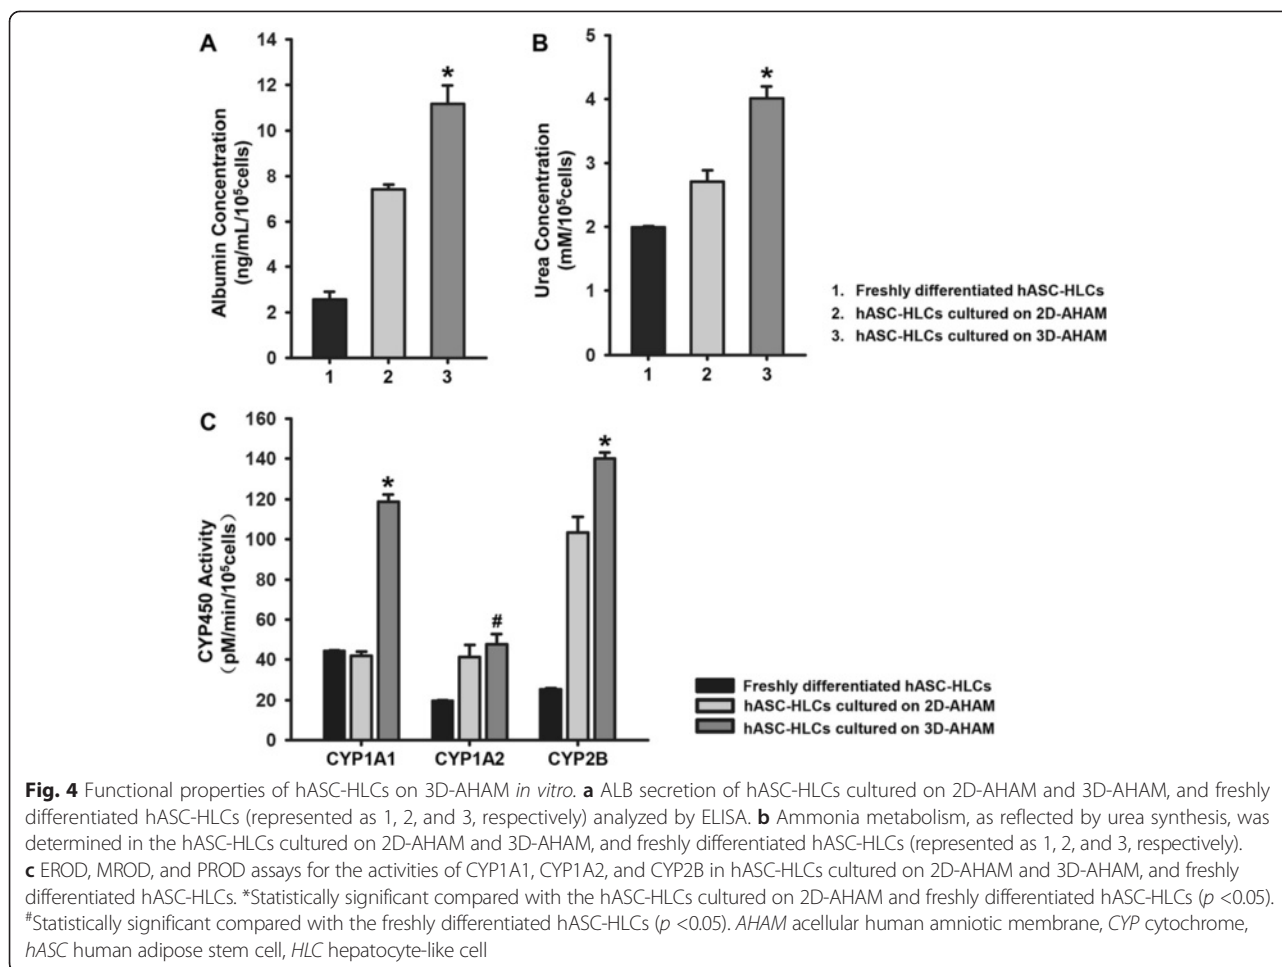 A
14
12
10
8
6
4
2
0
Albumin Concentration
(ng/mL/10⁵cells)
*
1 2 3
B
5
4
3
2
1
0
Urea Concentration
(mM/10⁵cells)
*
1 2 3
1. Freshly differentiated hASC-HLCs
2. hASC-HLCs cultured on 2D-AHAM
3. hASC-HLCs cultured on 3D-AHAM
C
160
140
120
100
80
60
40
20
0
CYP450 Activity
（pM/min/10⁵cells）
*
#
*
CYP1A1 CYP1A2 CYP2B
Freshly differentiated hASC-HLCs
hASC-HLCs cultured on 2D-AHAM
hASC-HLCs cultured on 3D-AHAM
Fig. 4 Functional properties of hASC-HLCs on 3D-AHAM in vitro. a ALB secretion of hASC-HLCs cultured on 2D-AHAM and 3D-AHAM, and freshly
differentiated hASC-HLCs (represented as 1, 2, and 3, respectively) analyzed by ELISA. b Ammonia metabolism, as reflected by urea synthesis, was
determined in the hASC-HLCs cultured on 2D-AHAM and 3D-AHAM, and freshly differentiated hASC-HLCs (represented as 1, 2, and 3, respectively).
c EROD, MROD, and PROD assays for the activities of CYP1A1, CYP1A2, and CYP2B in hASC-HLCs cultured on 2D-AHAM and 3D-AHAM, and freshly
differentiated hASC-HLCs. *Statistically significant compared with the hASC-HLCs cultured on 2D-AHAM and freshly differentiated hASC-HLCs (p <0.05).
#Statistically significant compared with the freshly differentiated hASC-HLCs (p <0.05). AHAM acellular human amniotic membrane, CYP cytochrome,
hASC human adipose stem cell, HLC hepatocyte-like cell